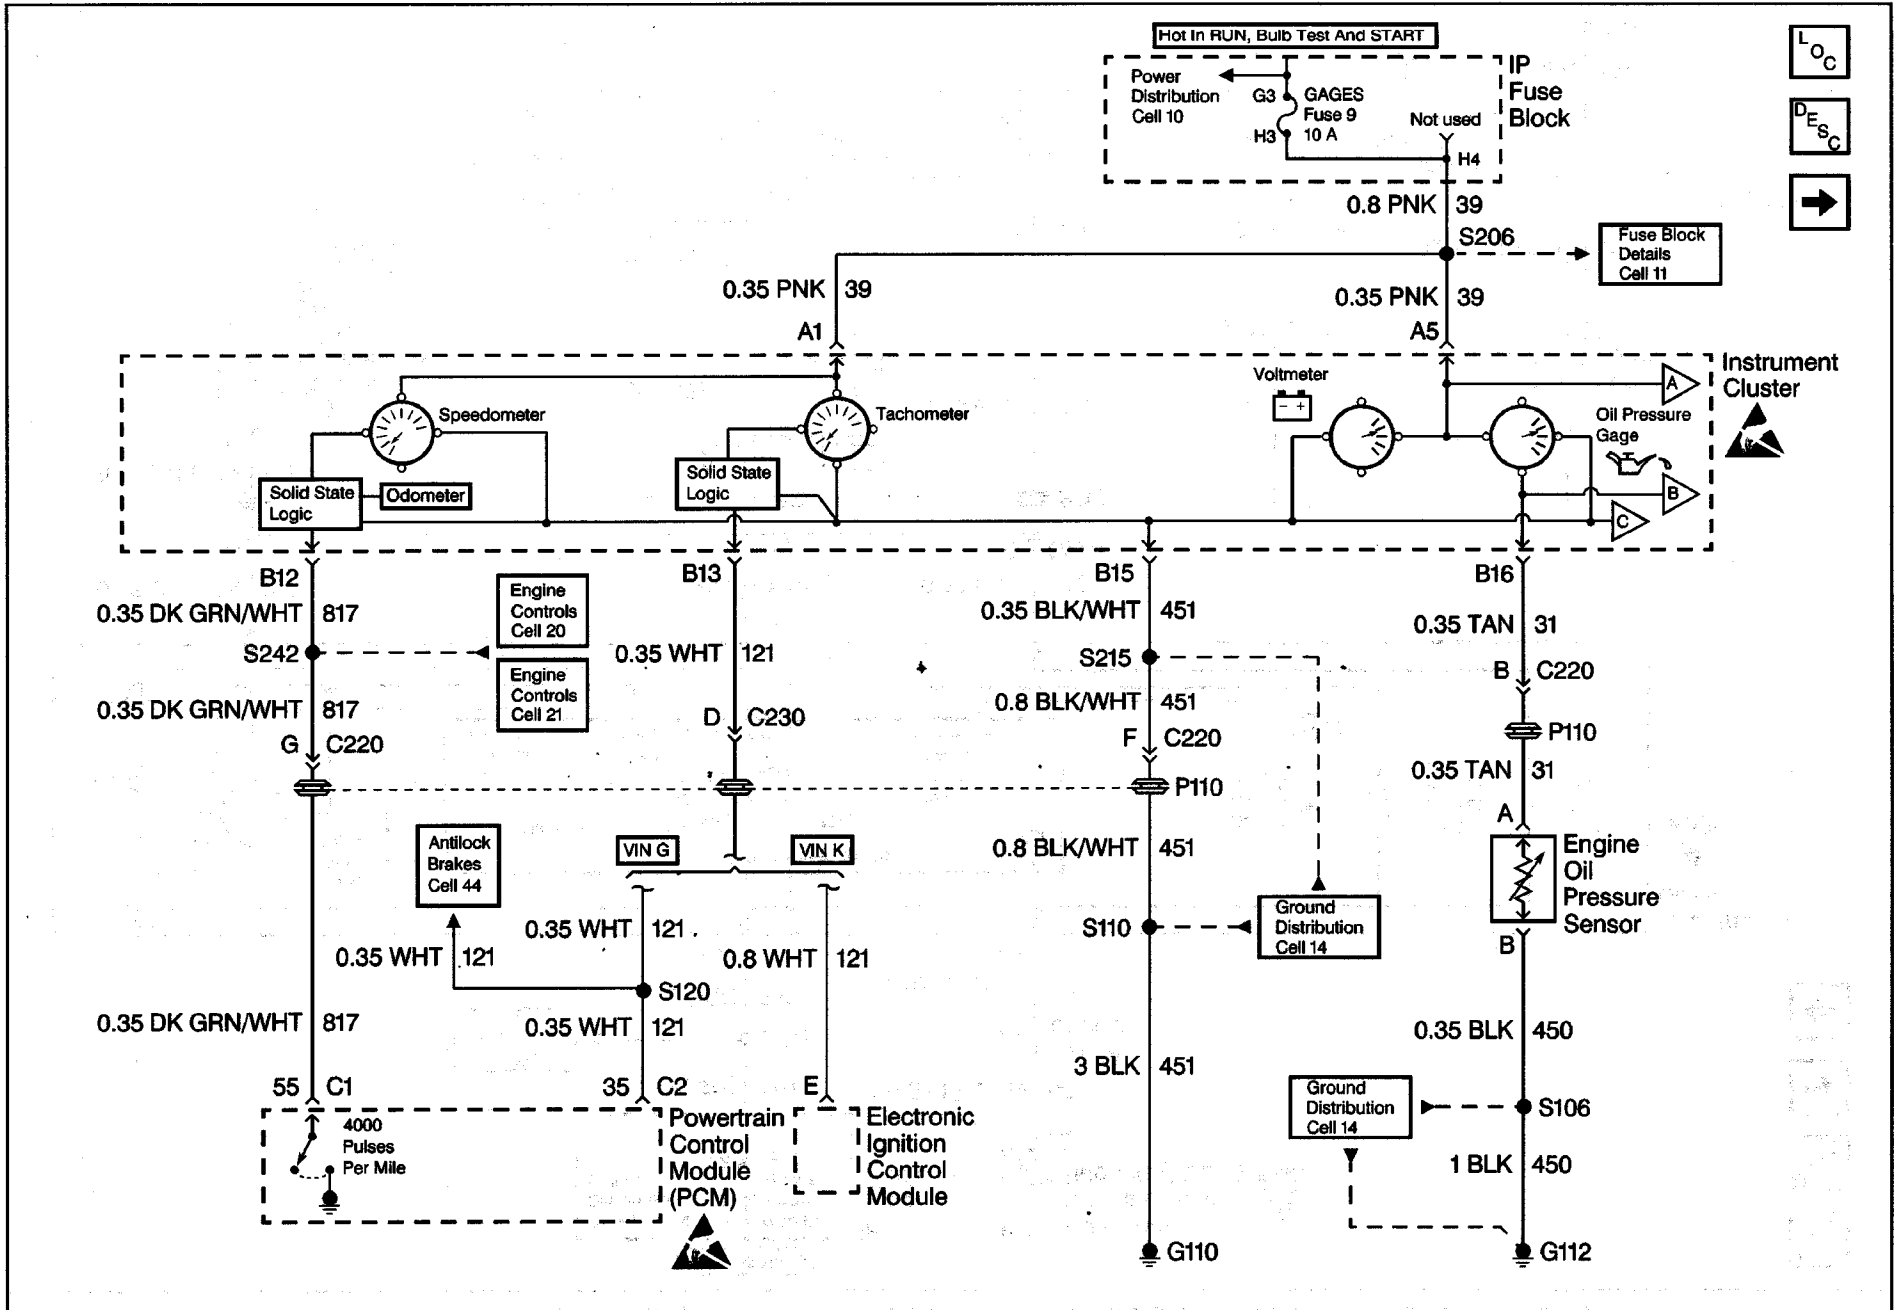 Hot In RUN, Bulb Test And START
LOC
DESC
IP
Fuse
Block
Power
Distribution
Cell 10
G3
H3
GAGES
Fuse 9
10 A
Not used
H4
0.8 PNK 39
S206
Fuse Block
Details
Cell 11
0.35 PNK 39
0.35 PNK 39
A1
A5
Instrument
Cluster
Speedometer
Tachometer
Voltmeter
- +
Oil Pressure
Gage
A
B
C
Solid State
Logic
Odometer
Solid State
Logic
B12
B13
B15
B16
0.35 DK GRN/WHT 817
Engine
Controls
Cell 20
S242
Engine
Controls
Cell 21
0.35 WHT 121
0.35 BLK/WHT 451
0.35 TAN 31
S215
B C220
0.35 DK GRN/WHT 817
0.8 BLK/WHT 451
G C220
D C230
F C220
P110
P110
0.35 TAN 31
A
Antilock
Brakes
Cell 44
VIN G
VIN K
0.8 BLK/WHT 451
Engine
Oil
Pressure
Sensor
B
0.35 WHT 121
0.35 WHT 121
0.8 WHT 121
S110
Ground
Distribution
Cell 14
S120
0.35 DK GRN/WHT 817
0.35 WHT 121
0.35 BLK 450
3 BLK 451
55 C1
35 C2
E
Ground
Distribution
Cell 14
S106
4000
Pulses
Per Mile
Powertrain
Control
Module
(PCM)
Electronic
Ignition
Control
Module
1 BLK 450
G110
G112